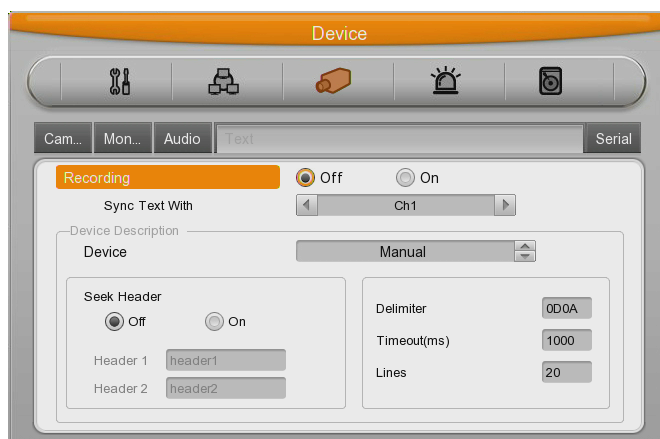 Device
Cam... Mon... Audio Text Serial
Recording Off On
Sync Text With Ch1
Device Description
Device Manual
Seek Header
Off On
Header 1 header1
Header 2 header2
Delimiter 0D0A
Timeout(ms) 1000
Lines 20